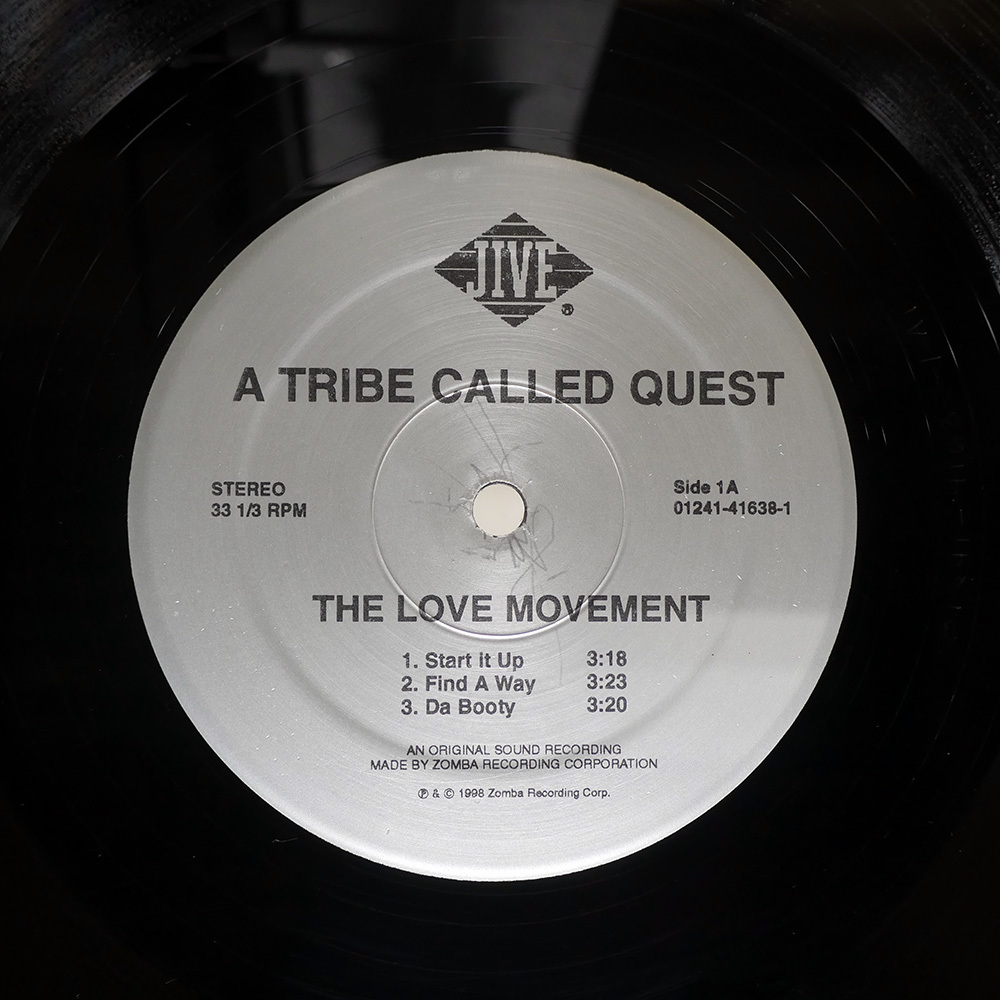 JIVE®
A TRIBE CALLED QUEST
STEREO
33 1/3 RPM
Side 1A
01241-41638-1
THE LOVE MOVEMENT
1. Start it Up 3:18
2. Find A Way 3:23
3. Da Booty 3:20
AN ORIGINAL SOUND RECORDING
MADE BY ZOMBA RECORDING CORPORATION
℗ & © 1998 Zomba Recording Corp.